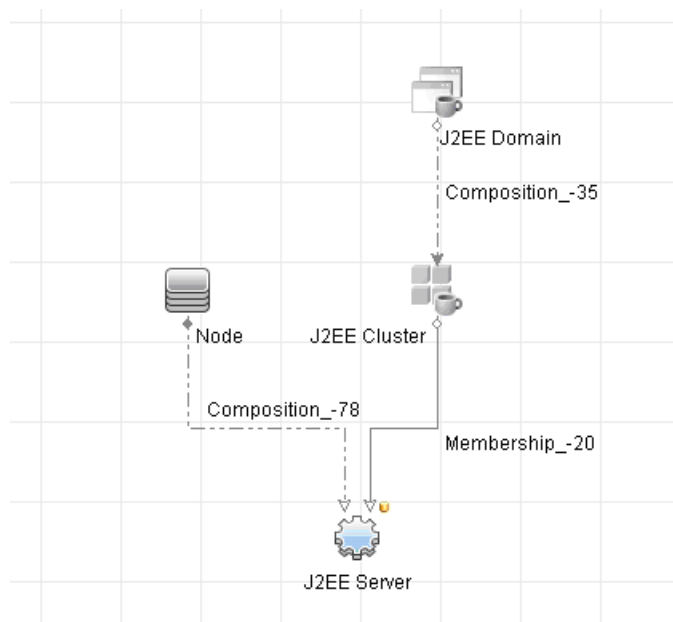 J2EE Domain
Composition_-35
Node
J2EE Cluster
Composition_-78
Membership_-20
J2EE Server